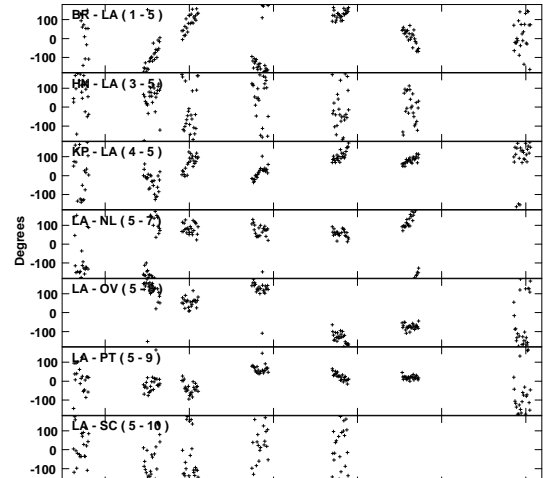 BR - LA ( 1 - 5 )
100
0
-100
HN - LA ( 3 - 5 )
100
0
-100
KP - LA ( 4 - 5 )
100
0
-100
LA - NL ( 5 - 7 )
100
0
-100
Degrees
LA - OV ( 5 - )
100
0
-100
LA - PT ( 5 - 9 )
100
0
-100
LA - SC ( 5 - 10 )
100
0
-100